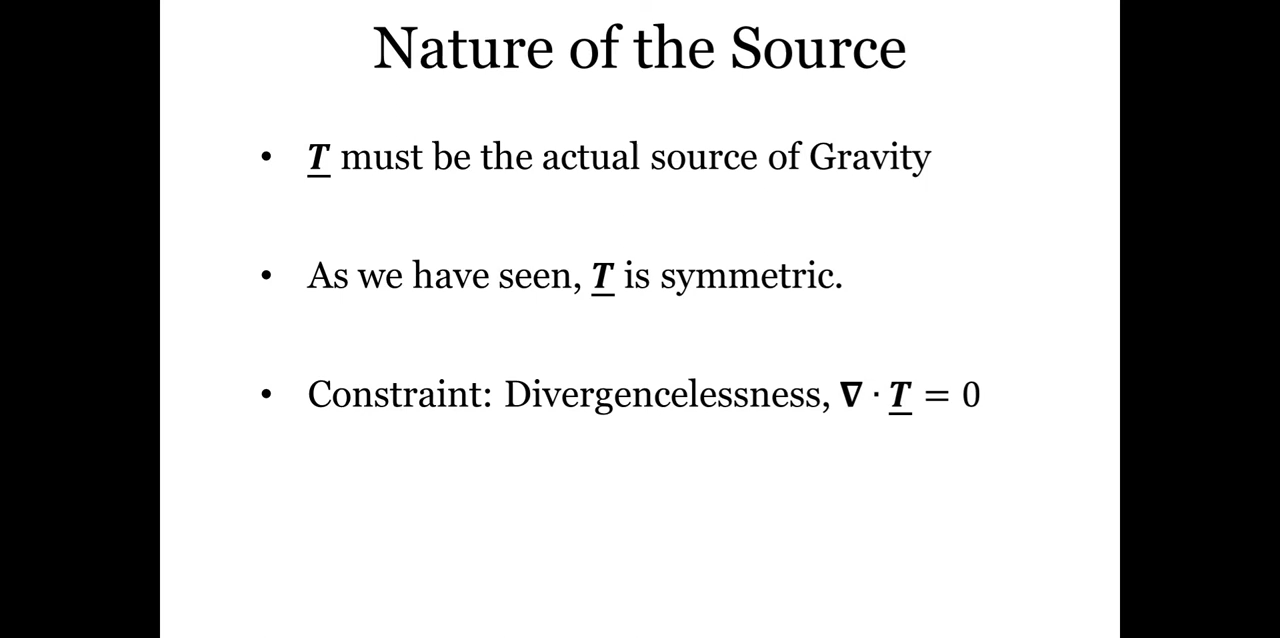 Nature of the Source
• T must be the actual source of Gravity
• As we have seen, T is symmetric.
• Constraint: Divergencelessness, ∇ · T = 0